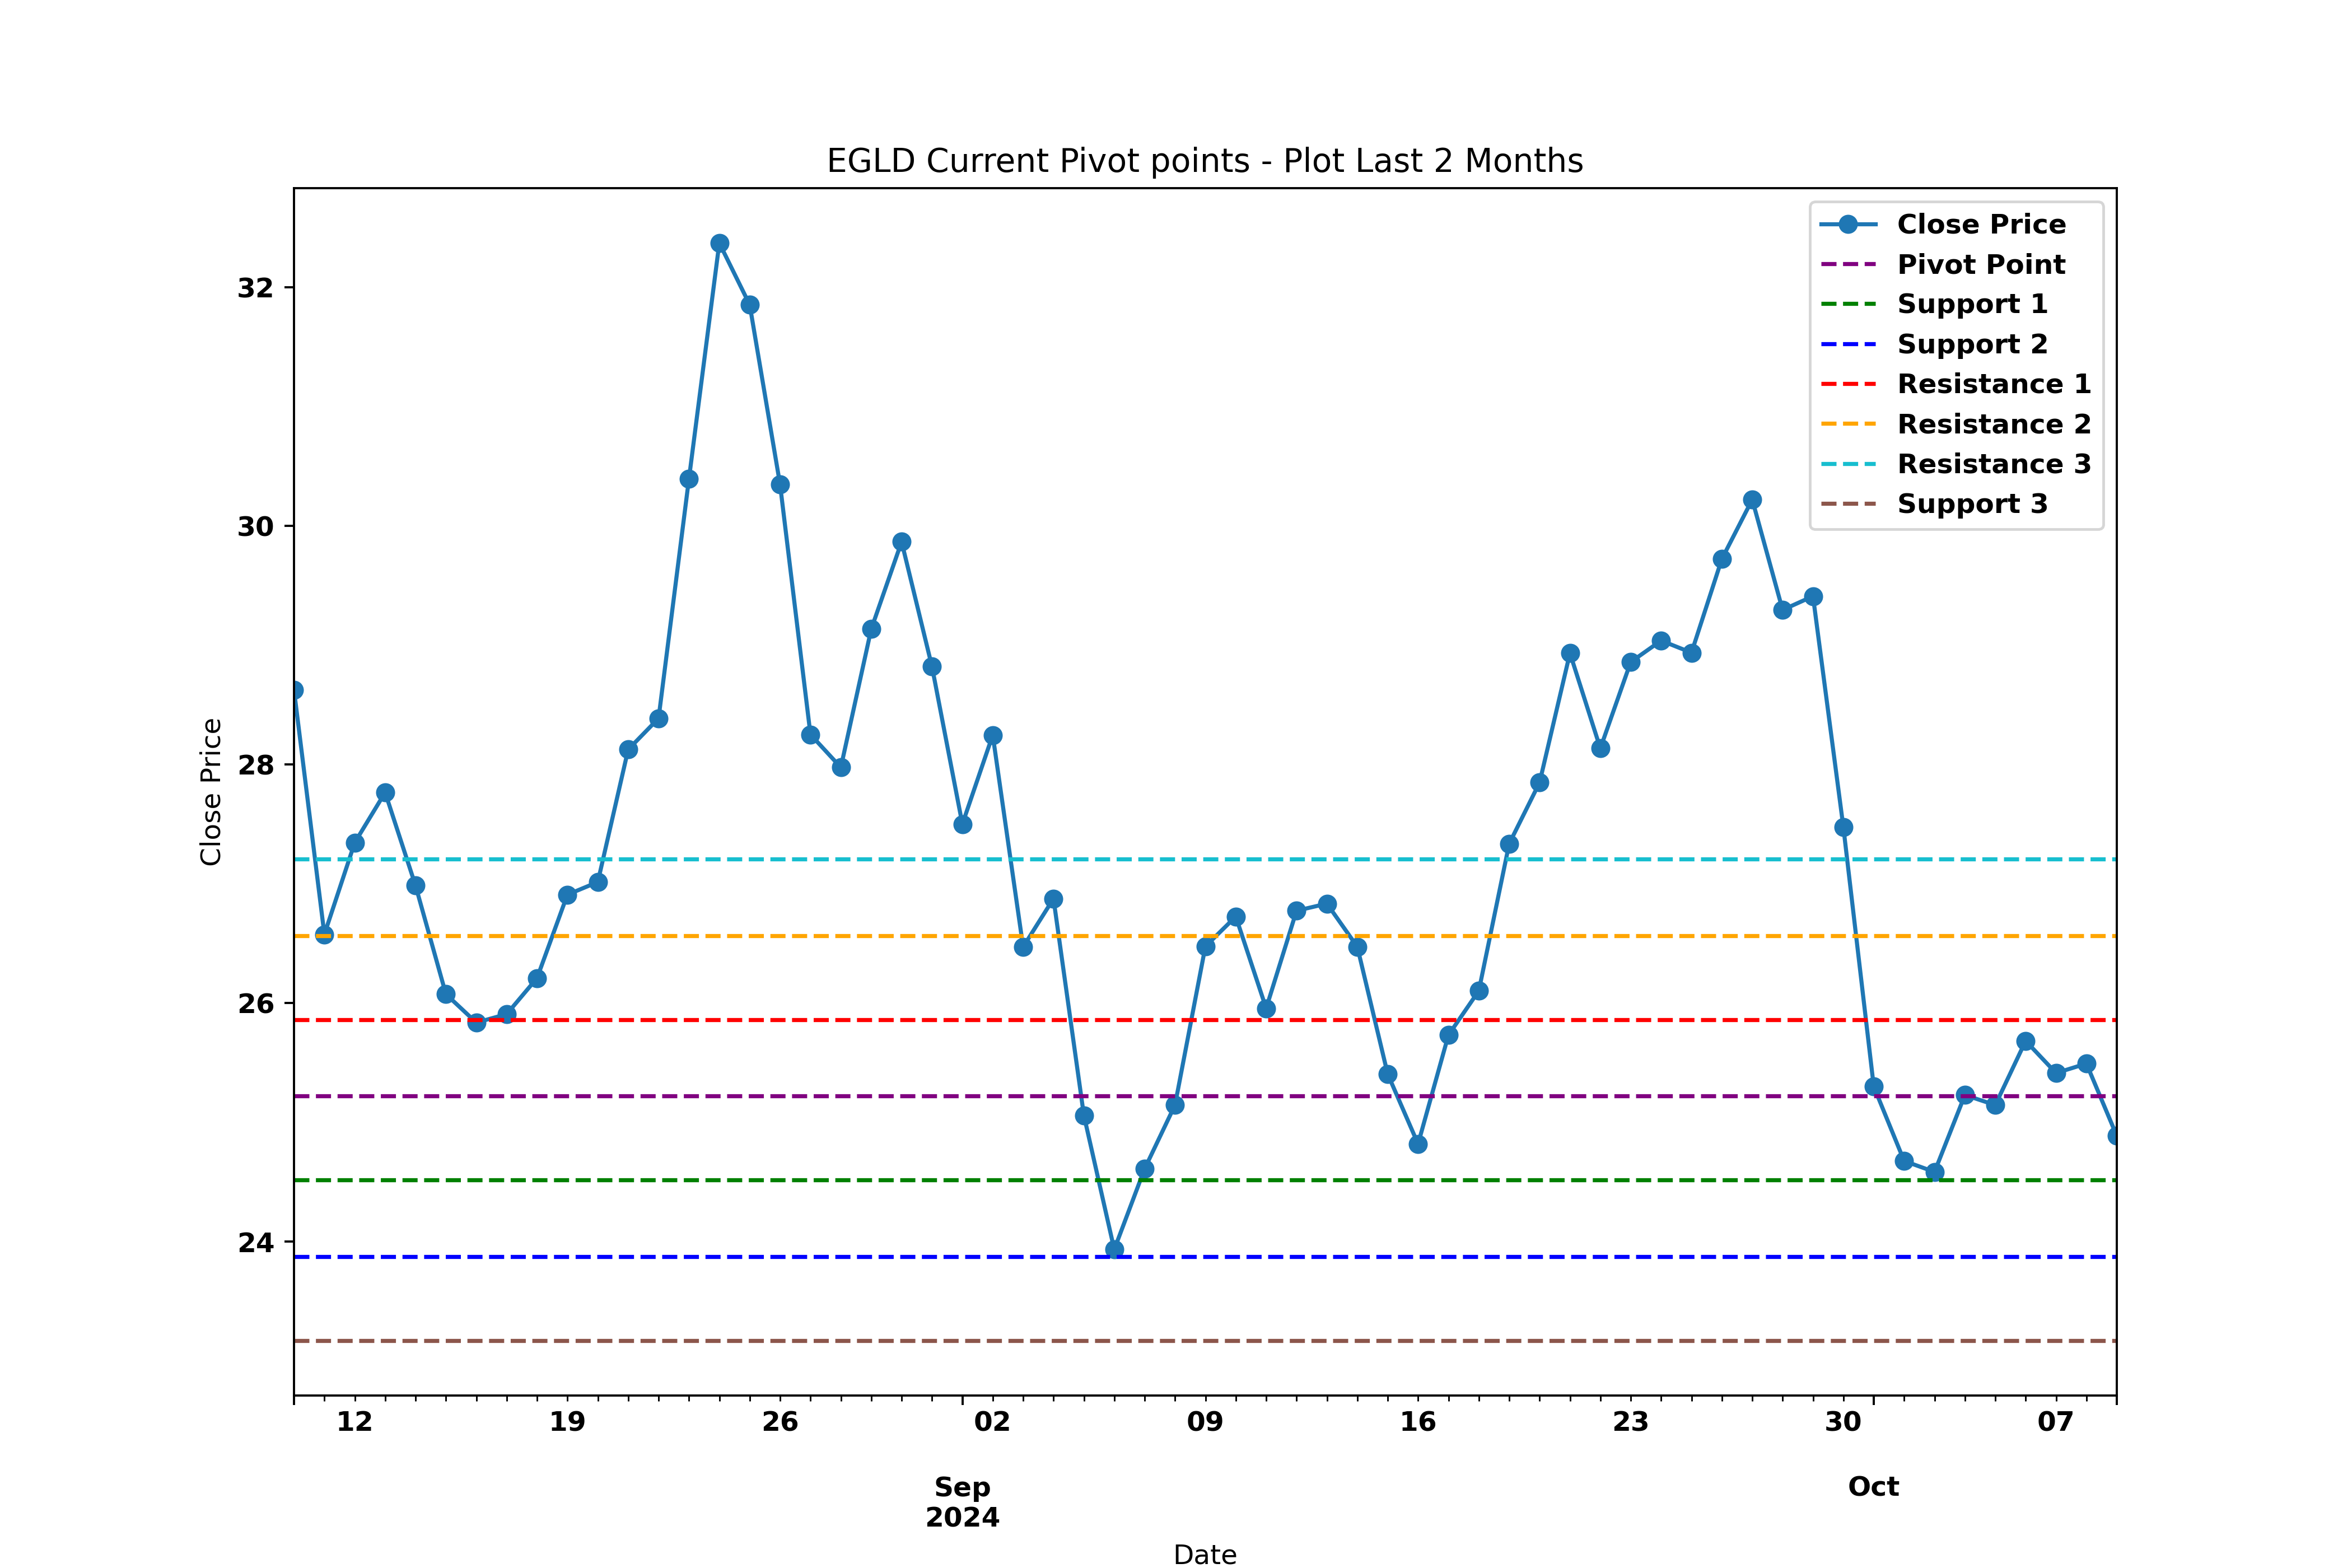 EGLD Current Pivot points - Plot Last 2 Months
Close Price
Pivot Point
Support 1
Support 2
Resistance 1
Resistance 2
Resistance 3
Support 3
32
30
28
26
24
Close Price
12 19 26 02 09 16 23 30 07
Sep Oct
2024
Date